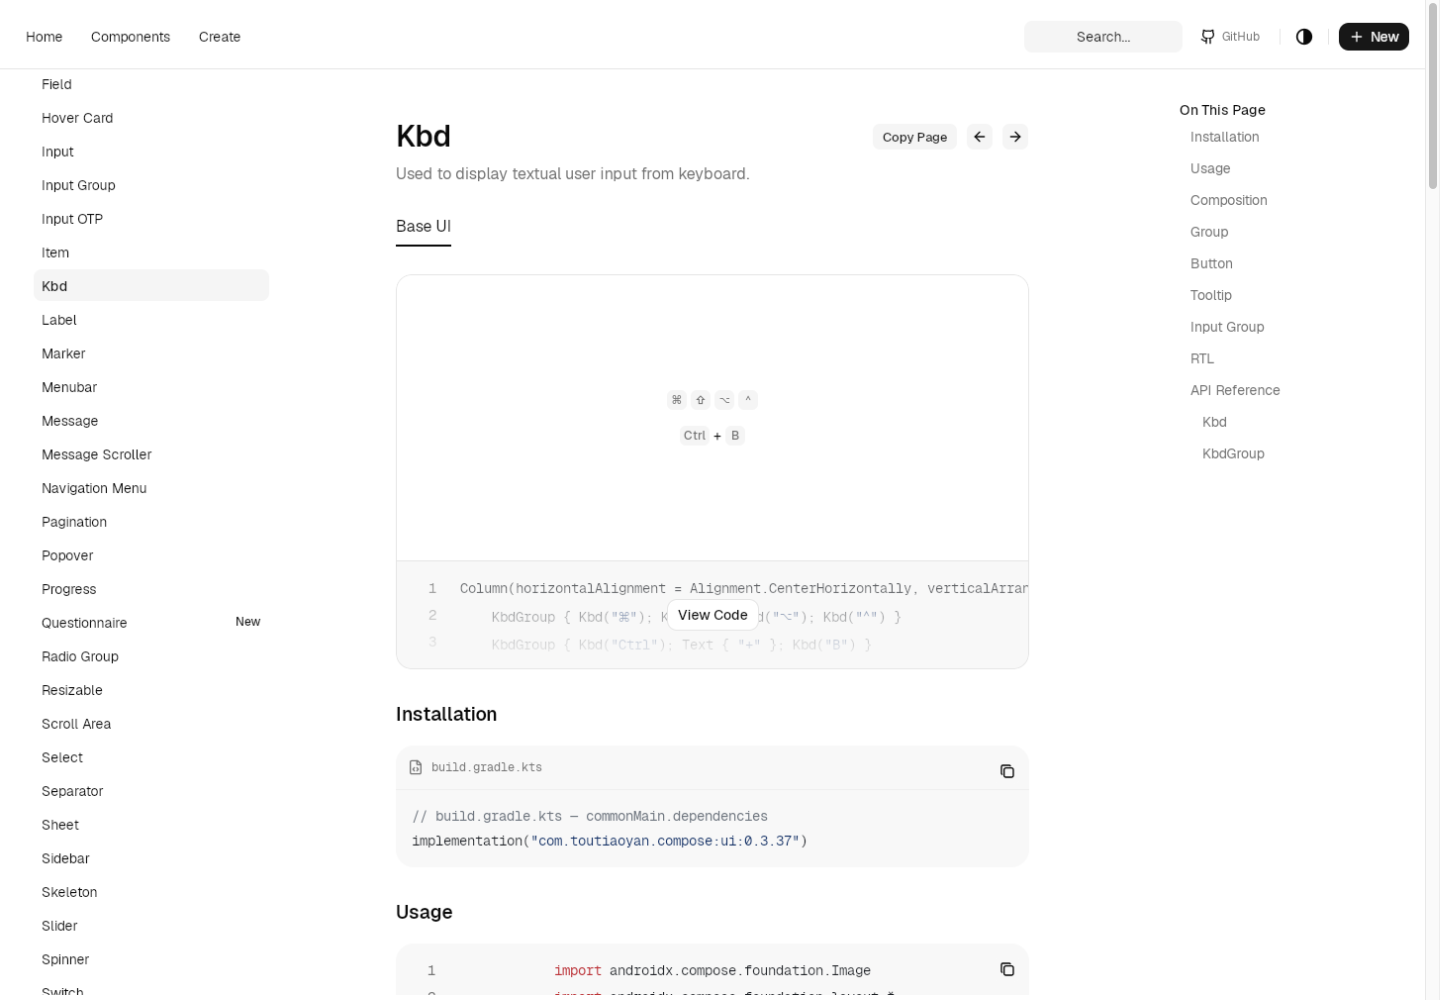 Home
Components
Create
Search...
GitHub
New
Field
Hover Card
Input
Input Group
Input OTP
Item
Kbd
Label
Marker
Menubar
Message
Message Scroller
Navigation Menu
Pagination
Popover
Progress
Questionnaire New
Radio Group
Resizable
Scroll Area
Select
Separator
Sheet
Sidebar
Skeleton
Slider
Spinner
Switch
Kbd
Copy Page
Used to display textual user input from keyboard.
Base UI
⌘ ⇧ ⌥ ^
Ctrl + B
1 Column(horizontalAlignment = Alignment.CenterHorizontally, verticalArran
2 KbdGroup { Kbd("⌘"); K d("⌥"); Kbd("^") }
View Code
3 KbdGroup { Kbd("Ctrl"); Text { "+" }; Kbd("B") }
Installation
build.gradle.kts
// build.gradle.kts — commonMain.dependencies
implementation("com.toutiaoyan.compose:ui:0.3.37")
Usage
1 import androidx.compose.foundation.Image
On This Page
Installation
Usage
Composition
Group
Button
Tooltip
Input Group
RTL
API Reference
Kbd
KbdGroup